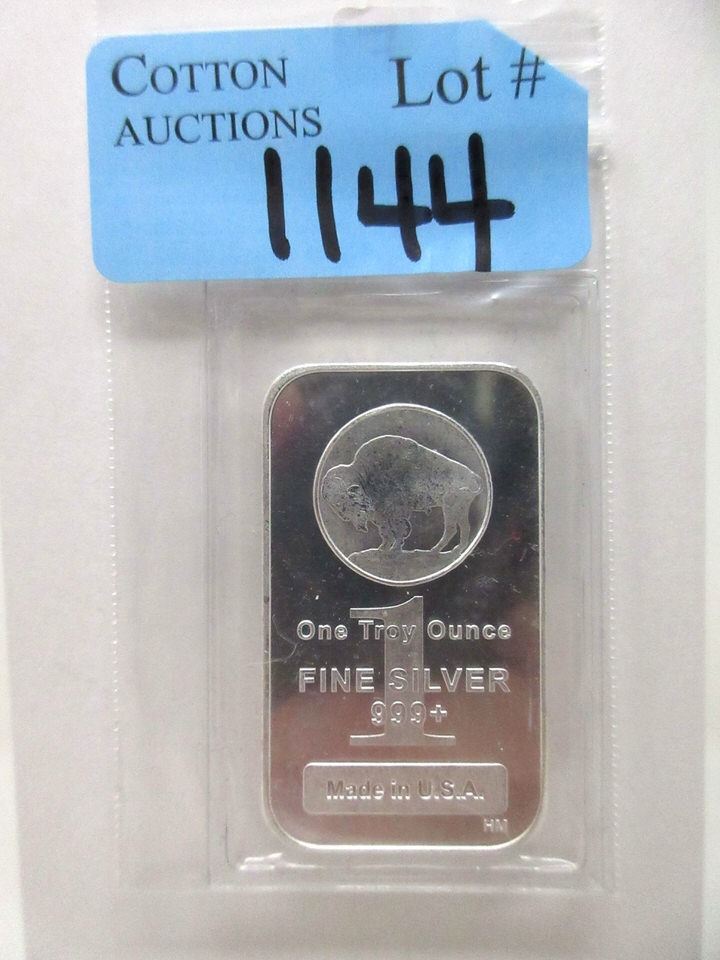 COTTON
AUCTIONS
Lot #
1144
1
One Troy Ounce
FINE SILVER
999+
Made in U.S.A.
HM